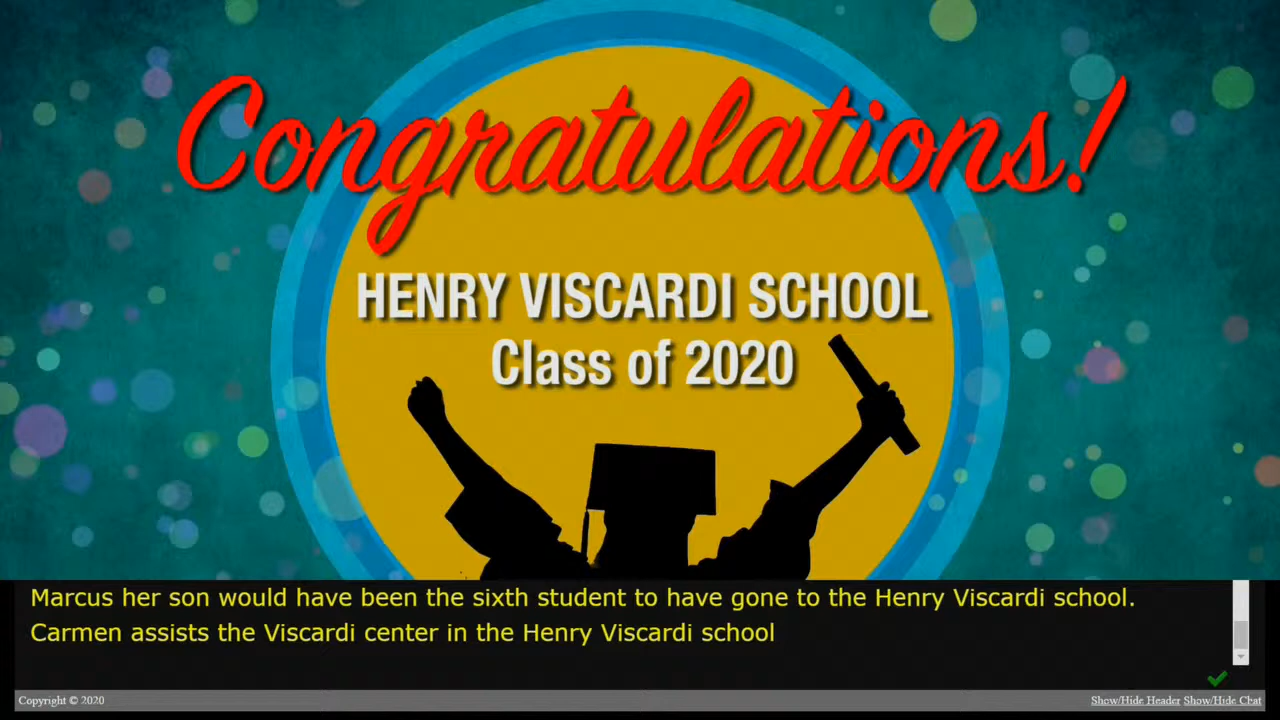 Congratulations!
HENRY VISCARDI SCHOOL
Class of 2020
Marcus her son would have been the sixth student to have gone to the Henry Viscardi school.
Carmen assists the Viscardi center in the Henry Viscardi school
Copyright © 2020
Show/Hide Header Show/Hide Chat